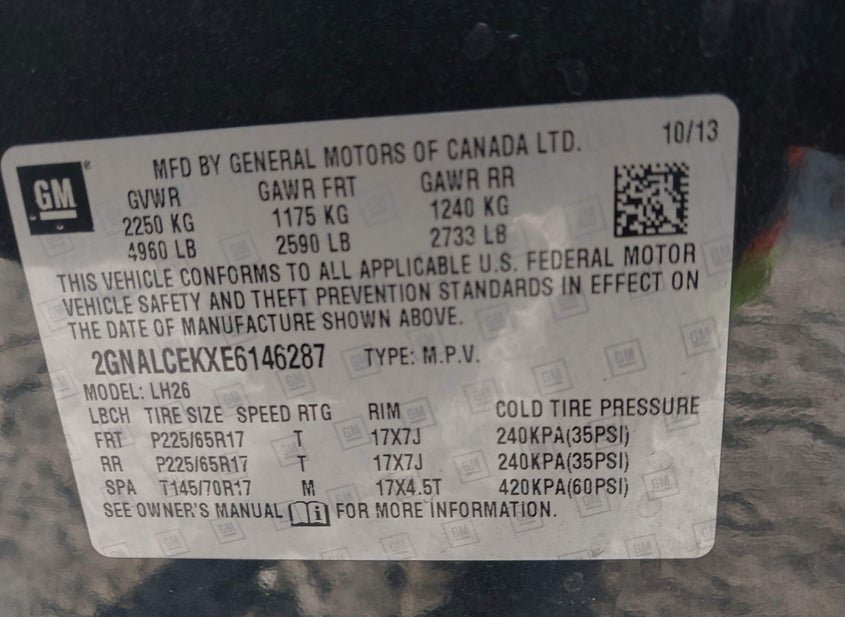 GM
®
MFD BY GENERAL MOTORS OF CANADA LTD. 10/13
GVWR GAWR FRT GAWR RR
2250 KG 1175 KG 1240 KG
4960 LB 2590 LB 2733 LB
THIS VEHICLE CONFORMS TO ALL APPLICABLE U.S. FEDERAL MOTOR
VEHICLE SAFETY AND THEFT PREVENTION STANDARDS IN EFFECT ON
THE DATE OF MANUFACTURE SHOWN ABOVE.
2GNALCEKXE6146287 TYPE: M.P.V.
MODEL: LH26
LBCH TIRE SIZE SPEED RTG RIM COLD TIRE PRESSURE
FRT P225/65R17 T 17X7J 240KPA(35PSI)
RR P225/65R17 T 17X7J 240KPA(35PSI)
SPA T145/70R17 M 17X4.5T 420KPA(60PSI)
SEE OWNER'S MANUAL i FOR MORE INFORMATION.